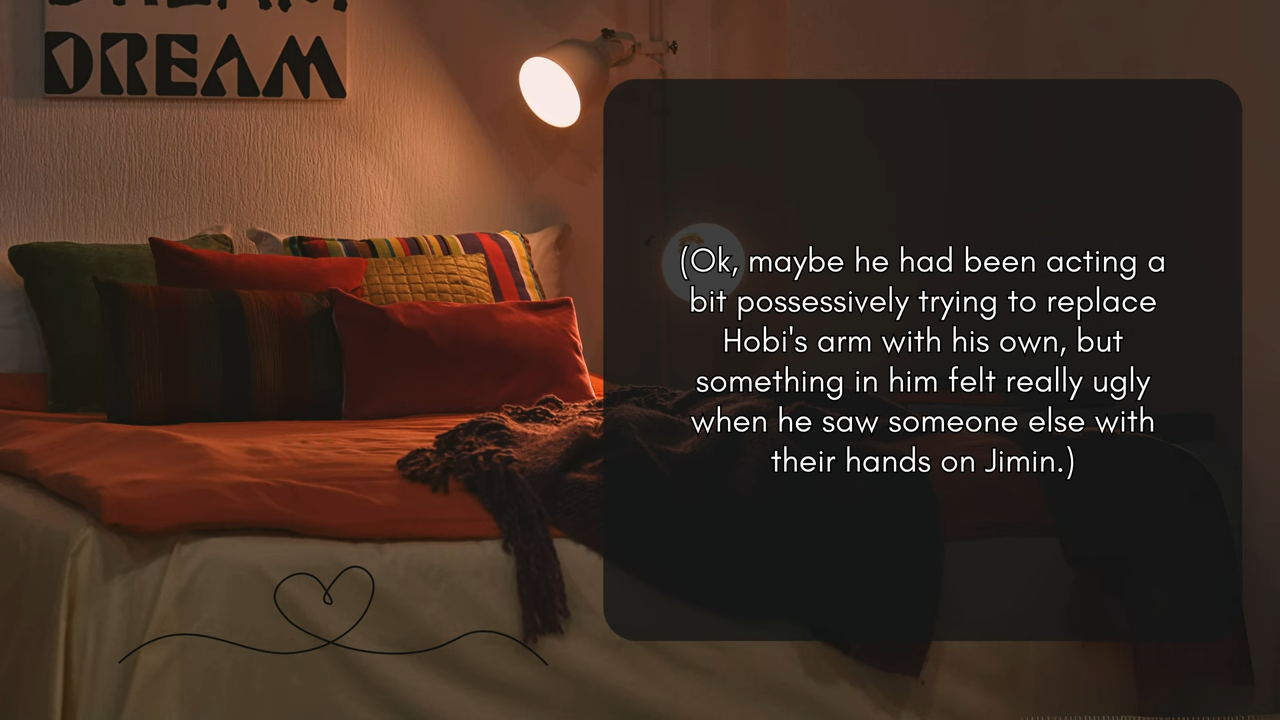 DREAM
DREAM
(Ok, maybe he had been acting a
bit possessively trying to replace
Hobi's arm with his own, but
something in him felt really ugly
when he saw someone else with
their hands on Jimin.)